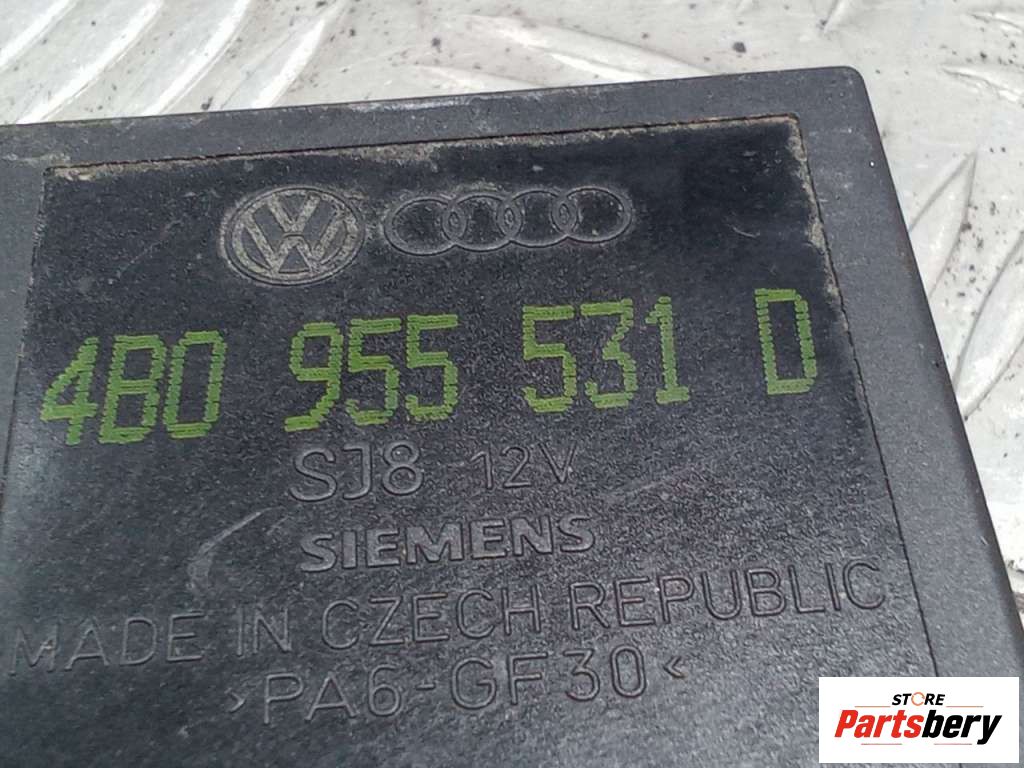 4B0 955 531 D
SJ8 12V
SIEMENS
MADE IN CZECH REPUBLIC
>PA6-GF30<
STORE
Partsbery